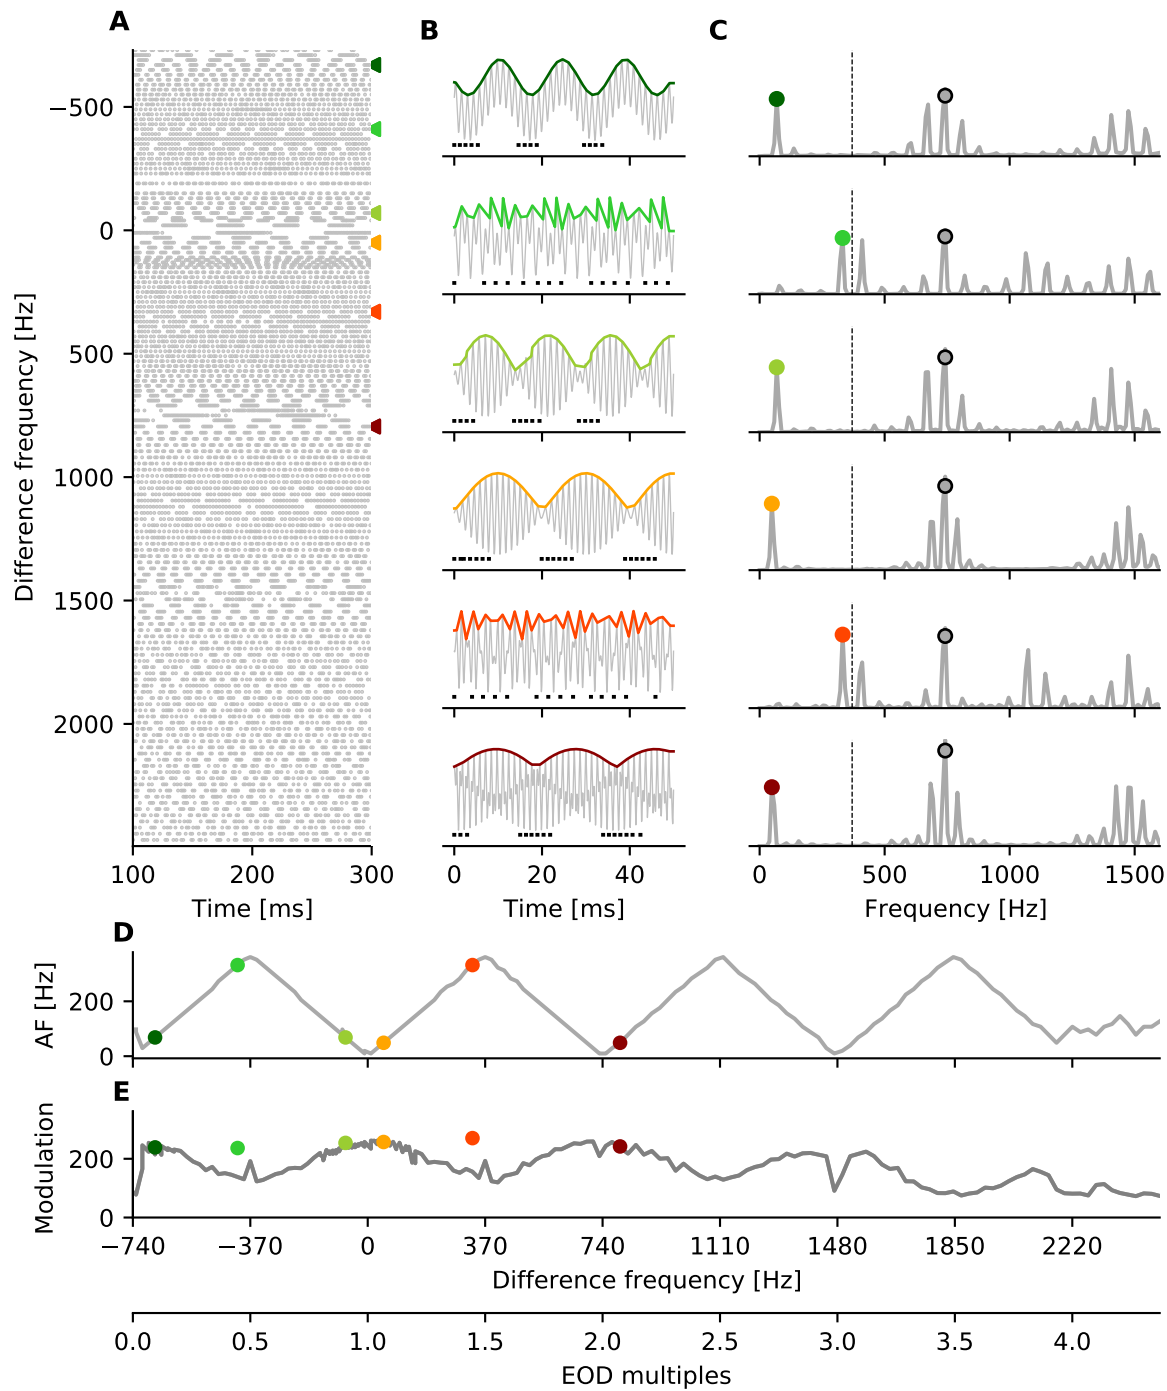 A
B
C
Difference frequency [Hz]
−500
0
500
1000
1500
2000
100 200 300
Time [ms]
0 20 40
Time [ms]
0 500 1000 1500
Frequency [Hz]
D
AF [Hz]
200
0
E
Modulation
200
0
−740 −370 0 370 740 1110 1480 1850 2220
Difference frequency [Hz]
0.0 0.5 1.0 1.5 2.0 2.5 3.0 3.5 4.0
EOD multiples